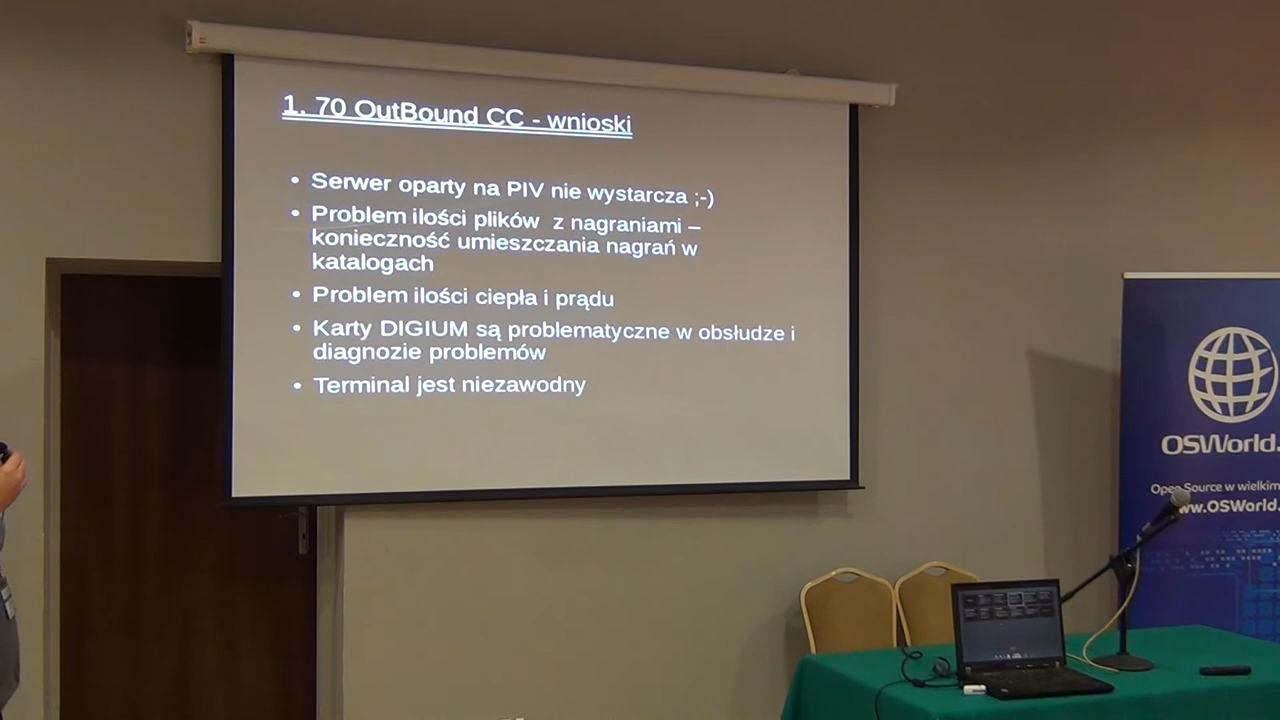 1. 70 OutBound CC - wnioski
• Serwer oparty na PIV nie wystarcza ;-)
• Problem ilości plików z nagraniami –
konieczność umieszczania nagrań w
katalogach
• Problem ilości ciepła i prądu
• Karty DIGIUM są problematyczne w obsłudze i
diagnozie problemów
• Terminal jest niezawodny
OSWorld.
Open Source w wielkim
www.OSWorld.